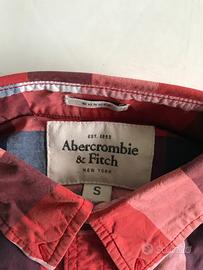 EST. 1892
Abercrombie
& Fitch
NEW YORK
S